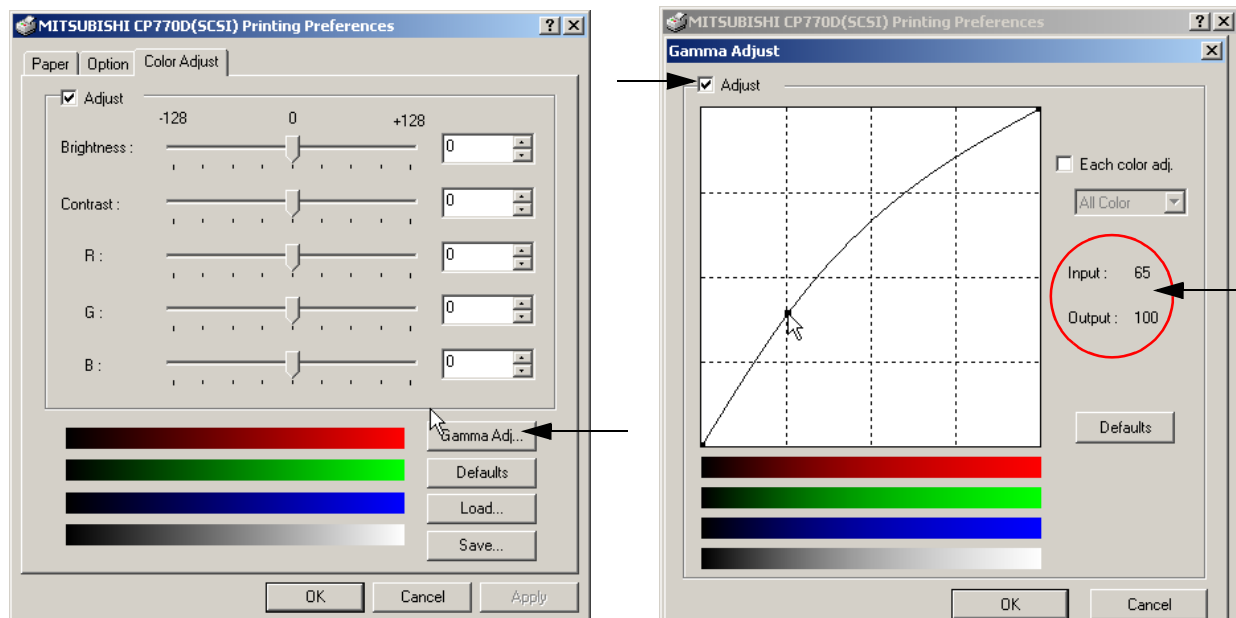 MITSUBISHI CP770D(SCSI) Printing Preferences
Paper Option Color Adjust
Adjust
-128 0 +128
Brightness : 0
Contrast : 0
R : 0
G : 0
B : 0
Gamma Adj...
Defaults
Load...
Save...
OK Cancel Apply
MITSUBISHI CP770D(SCSI) Printing Preferences
Gamma Adjust
Adjust
Each color adj.
All Color
Input : 65
Output : 100
Defaults
OK Cancel